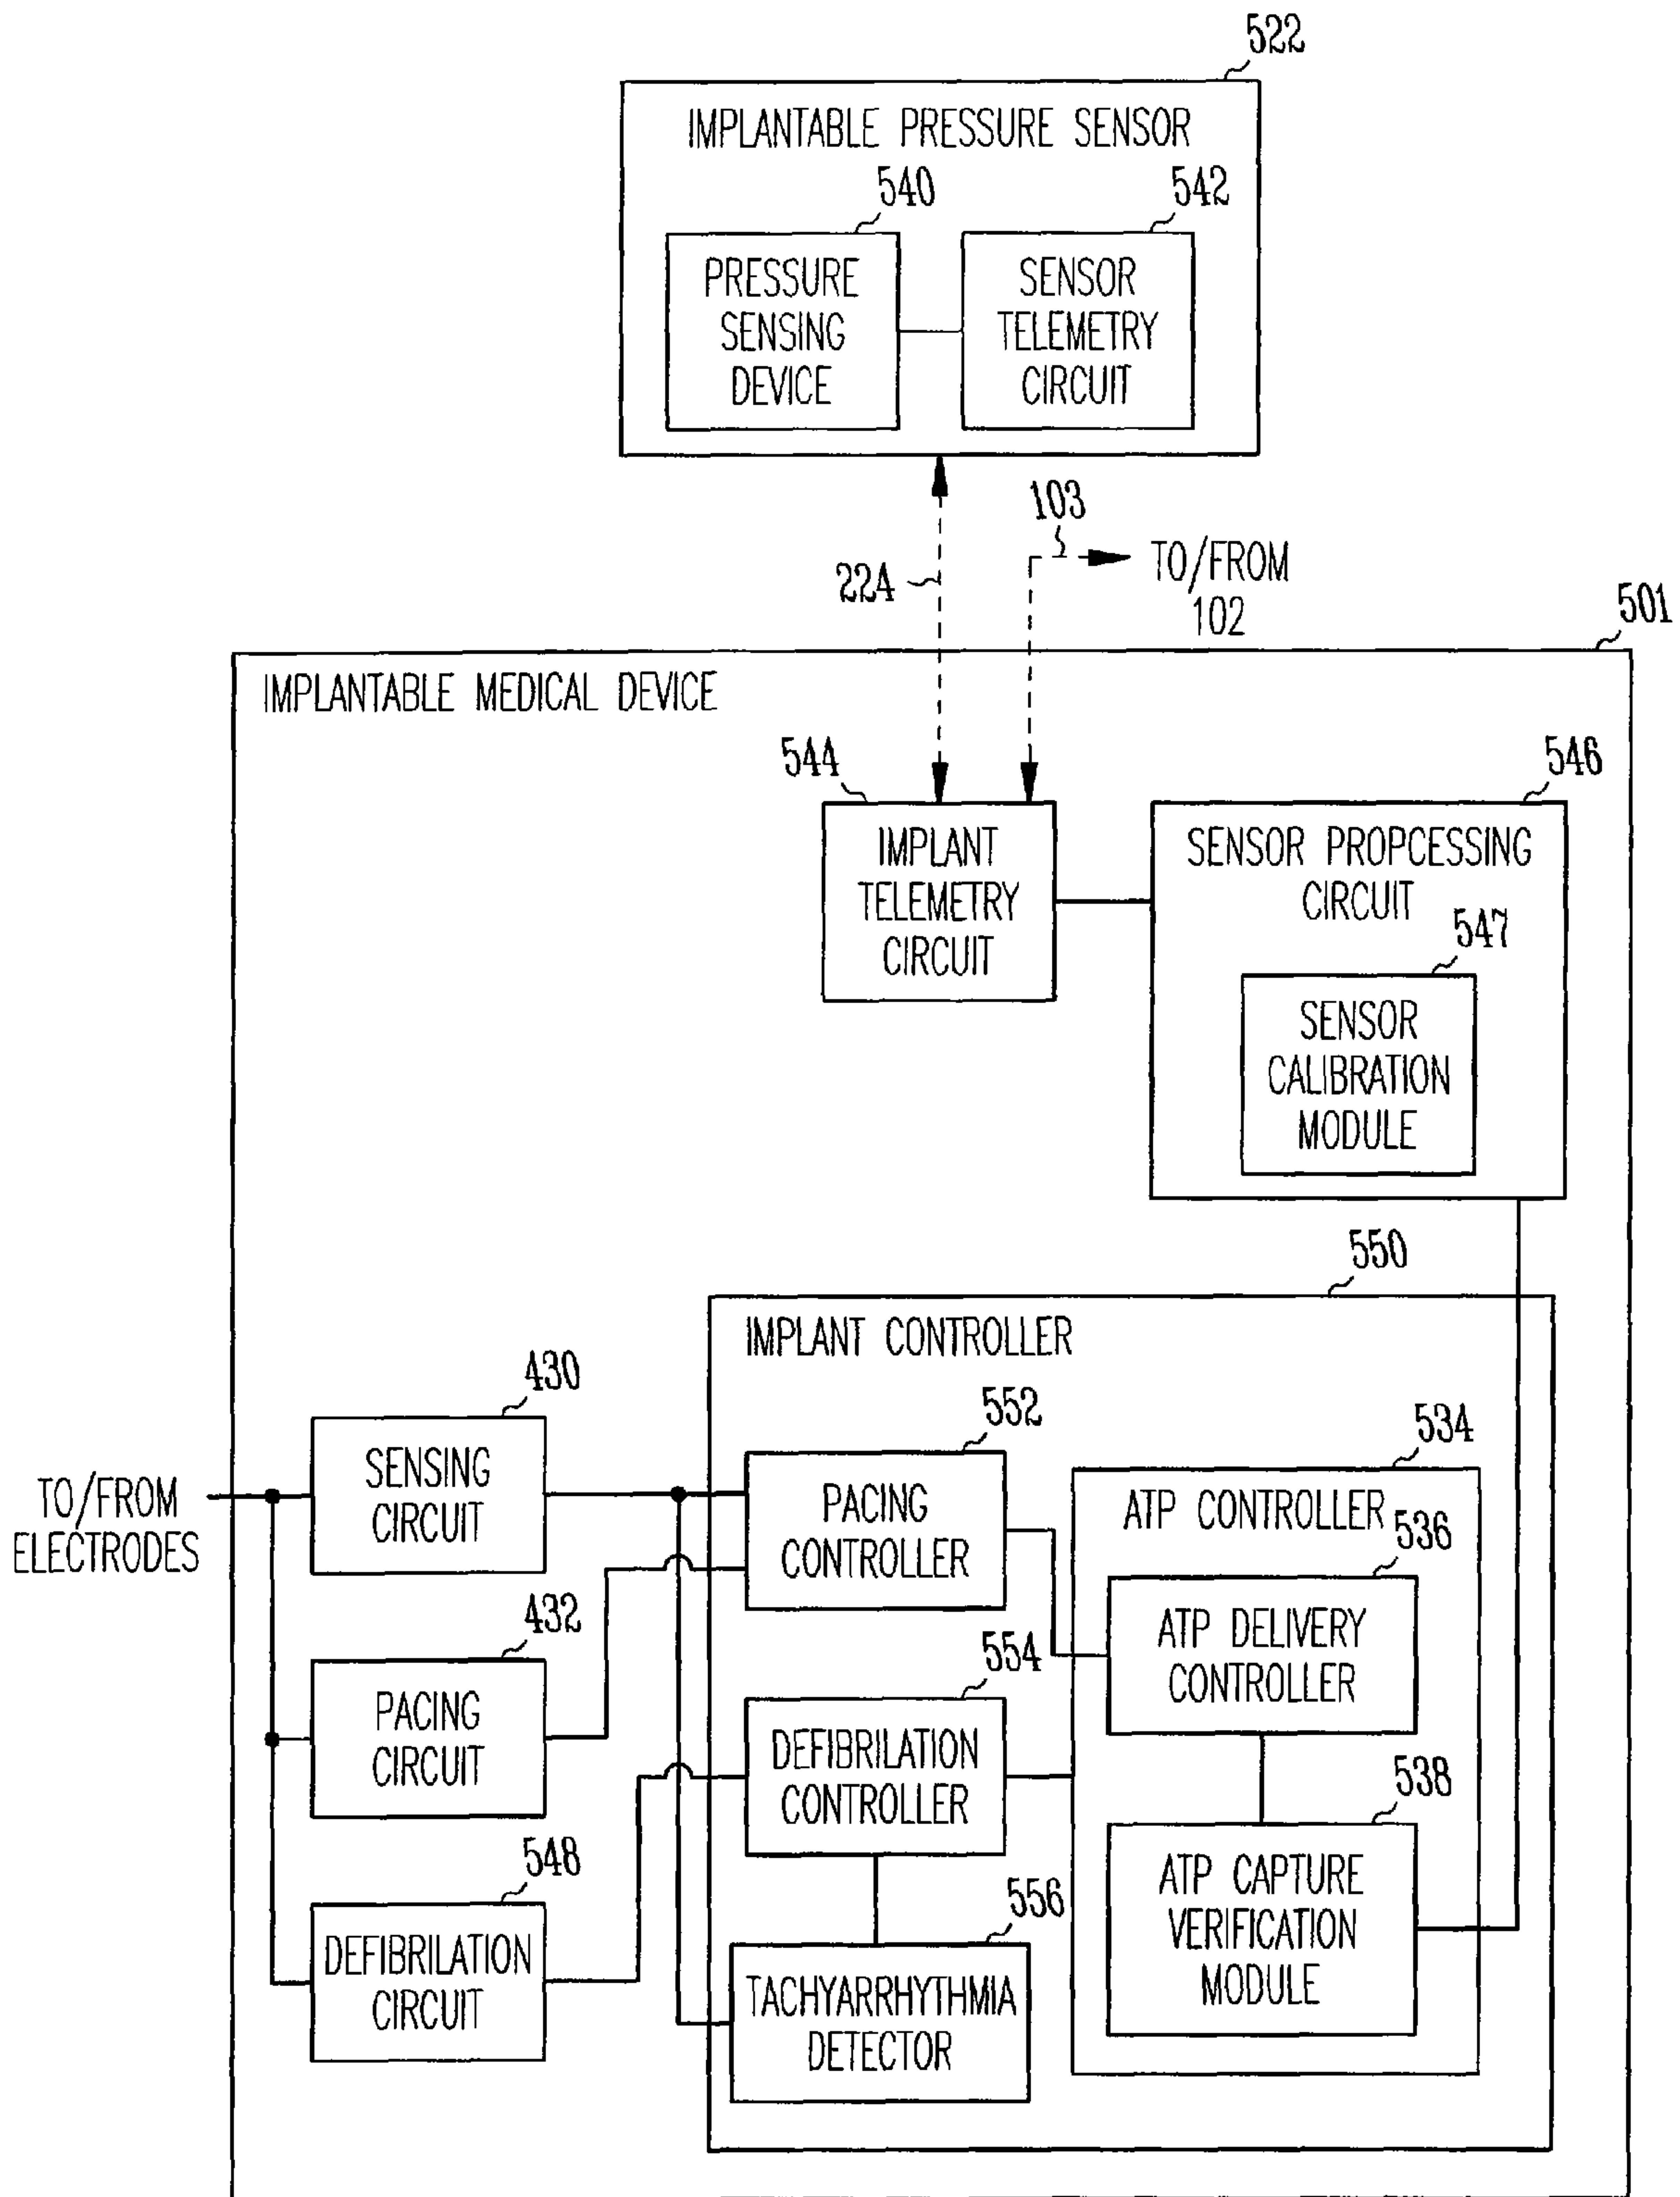 522
IMPLANTABLE PRESSURE SENSOR
540
542
PRESSURE
SENSING
DEVICE
SENSOR
TELEMETRY
CIRCUIT
103
224
TO/FROM
102
501
IMPLANTABLE MEDICAL DEVICE
544
546
IMPLANT
TELEMETRY
CIRCUIT
SENSOR PROPCESSING
CIRCUIT
547
SENSOR
CALIBRATION
MODULE
550
IMPLANT CONTROLLER
430
552
534
TO/FROM
ELECTRODES
SENSING
CIRCUIT
PACING
CONTROLLER
ATP CONTROLLER
536
432
554
ATP DELIVERY
CONTROLLER
PACING
CIRCUIT
DEFIBRILATION
CONTROLLER
538
548
556
ATP CAPTURE
VERIFICATION
MODULE
DEFIBRILATION
CIRCUIT
TACHYARRHYTHMIA
DETECTOR